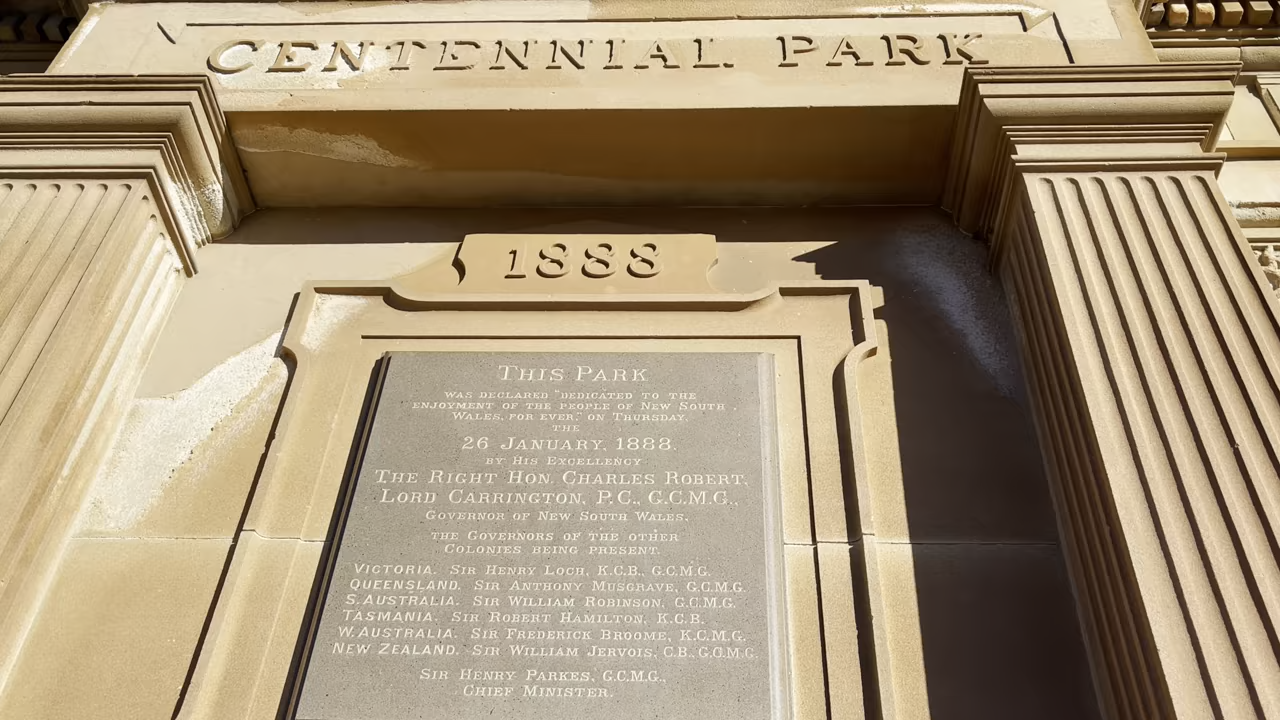 CENTENNIAL PARK
1888
THIS PARK
WAS DECLARED "DEDICATED TO THE
ENJOYMENT OF THE PEOPLE OF NEW SOUTH
WALES, FOR EVER," ON THURSDAY,
THE
26 JANUARY, 1888.
BY HIS EXCELLENCY
THE RIGHT HON. CHARLES ROBERT,
LORD CARRINGTON, P.C., G.C.M.G.,
GOVERNOR OF NEW SOUTH WALES.
THE GOVERNORS OF THE OTHER
COLONIES BEING PRESENT.
VICTORIA. SIR HENRY LOCH, K.C.B., G.C.M.G.
QUEENSLAND. SIR ANTHONY MUSGRAVE, G.C.M.G.
S. AUSTRALIA. SIR WILLIAM ROBINSON, G.C.M.G.
TASMANIA. SIR ROBERT HAMILTON, K.C.B.
W. AUSTRALIA. SIR FREDERICK BROOME, K.C.M.G.
NEW ZEALAND. SIR WILLIAM JERVOIS, C.B., G.C.M.G.
SIR HENRY PARKES, G.C.M.G.,
CHIEF MINISTER.